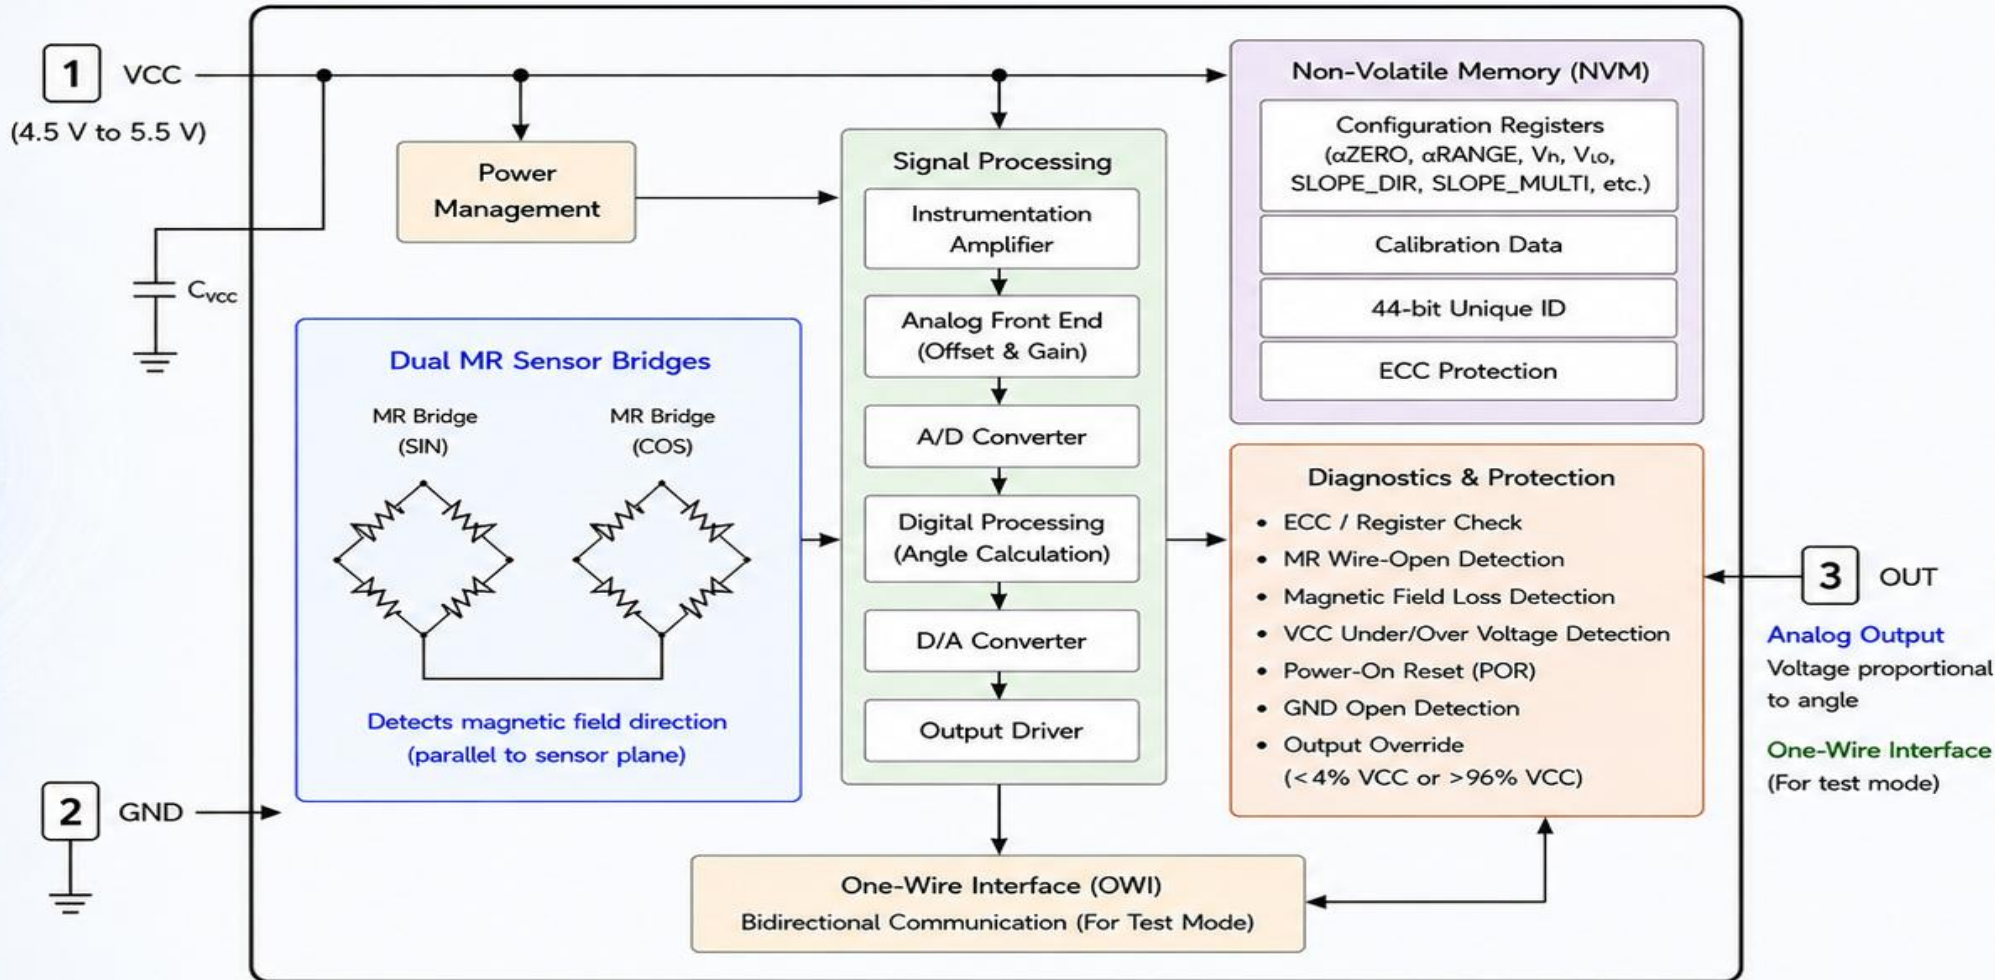 1 VCC
(4.5 V to 5.5 V)
CVCC
Power
Management
Dual MR Sensor Bridges
MR Bridge
(SIN)
MR Bridge
(COS)
Detects magnetic field direction
(parallel to sensor plane)
2 GND
Signal Processing
Instrumentation
Amplifier
Analog Front End
(Offset & Gain)
A/D Converter
Digital Processing
(Angle Calculation)
D/A Converter
Output Driver
One-Wire Interface (OWI)
Bidirectional Communication (For Test Mode)
Non-Volatile Memory (NVM)
Configuration Registers
(αZERO, αRANGE, Vh, VLO,
SLOPE_DIR, SLOPE_MULTI, etc.)
Calibration Data
44-bit Unique ID
ECC Protection
Diagnostics & Protection
• ECC / Register Check
• MR Wire-Open Detection
• Magnetic Field Loss Detection
• VCC Under/Over Voltage Detection
• Power-On Reset (POR)
• GND Open Detection
• Output Override
(<4% VCC or >96% VCC)
3 OUT
Analog Output
Voltage proportional
to angle
One-Wire Interface
(For test mode)